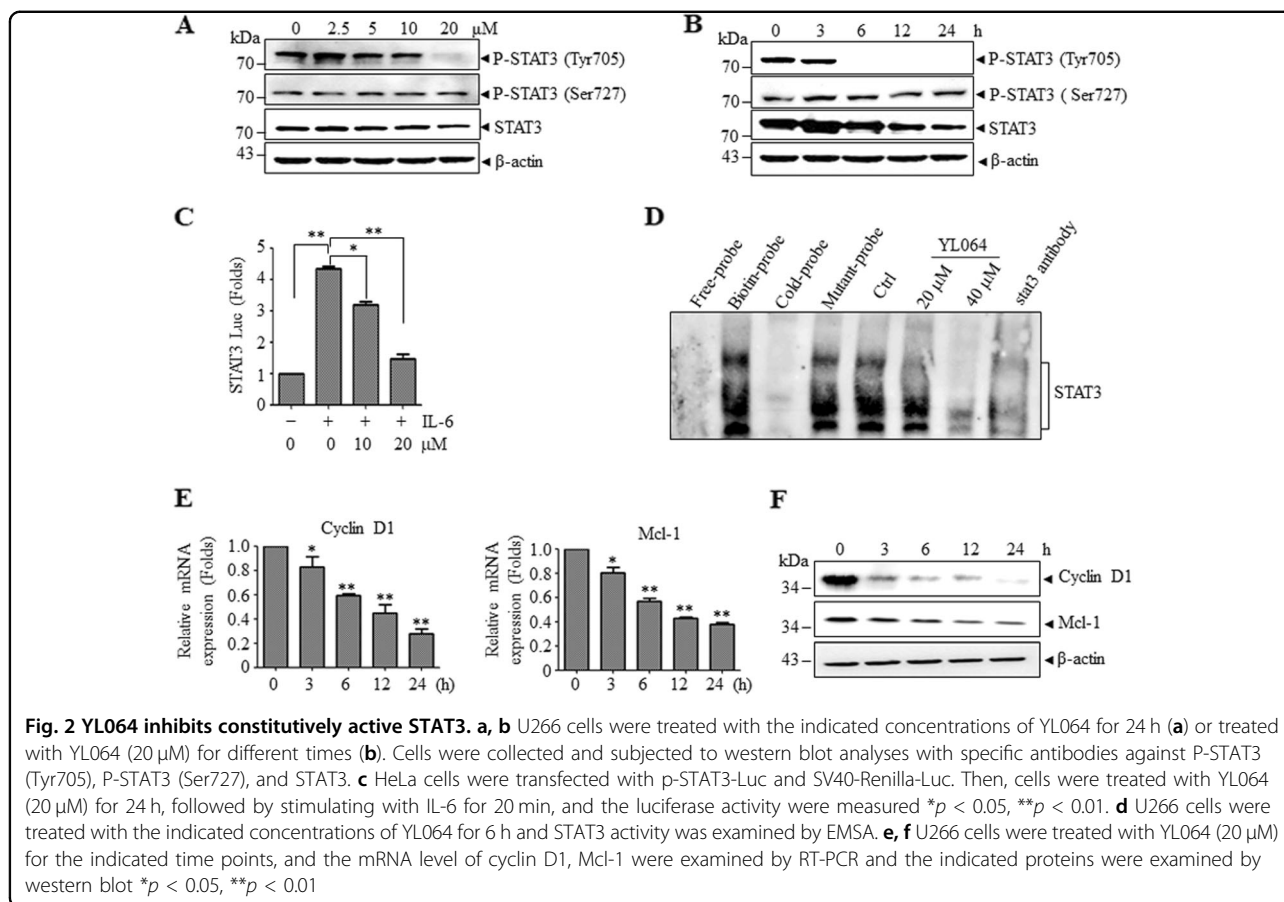 A
0 2.5 5 10 20 µM
kDa
70 P-STAT3 (Tyr705)
70 P-STAT3 (Ser727)
70 STAT3
43 β-actin
B
0 3 6 12 24 h
kDa
70 P-STAT3 (Tyr705)
70 P-STAT3 ( Ser727)
70 STAT3
43 β-actin
C
STAT3 Luc (Folds)
5
4
3
2
1
0
** * **
− + + + IL-6
0 0 10 20 µM
D
Free-probe
Biotin-probe
Cold-probe
Mutant-probe
Ctrl
YL064
20 µM
40 µM
stat3 antibody
STAT3
E
Cyclin D1
Relative mRNA
expression (Folds)
1.0
0.8
0.6
0.4
0.2
0
* ** ** **
0 3 6 12 24 (h)
Mcl-1
Relative mRNA
expression (Folds)
1.0
0.8
0.6
0.4
0.2
0
* ** ** **
0 3 6 12 24 (h)
F
0 3 6 12 24 h
kDa
34 Cyclin D1
34 Mcl-1
43 β-actin
Fig. 2 YL064 inhibits constitutively active STAT3. a, b U266 cells were treated with the indicated concentrations of YL064 for 24 h (a) or treated
with YL064 (20 µM) for different times (b). Cells were collected and subjected to western blot analyses with specific antibodies against P-STAT3
(Tyr705), P-STAT3 (Ser727), and STAT3. c HeLa cells were transfected with p-STAT3-Luc and SV40-Renilla-Luc. Then, cells were treated with YL064
(20 µM) for 24 h, followed by stimulating with IL-6 for 20 min, and the luciferase activity were measured *p < 0.05, **p < 0.01. d U266 cells were
treated with the indicated concentrations of YL064 for 6 h and STAT3 activity was examined by EMSA. e, f U266 cells were treated with YL064 (20 µM)
for the indicated time points, and the mRNA level of cyclin D1, Mcl-1 were examined by RT-PCR and the indicated proteins were examined by
western blot *p < 0.05, **p < 0.01